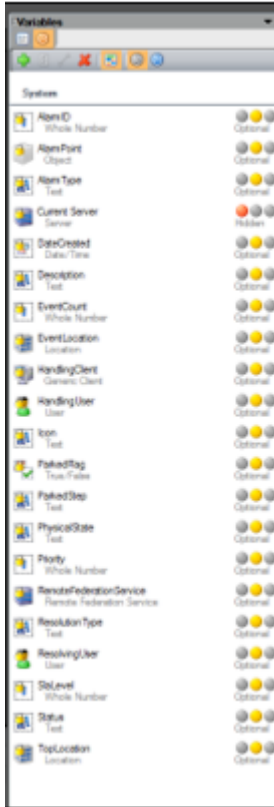 Variables
System
AlarmID
Whole Number
Optional
AlarmPoint
Object
Optional
AlarmType
Text
Optional
Current Server
Server
Hidden
DateCreated
Date/Time
Optional
Description
Text
Optional
EventCount
Whole Number
Optional
EventLocation
Location
Optional
HandlingClient
Generic Client
Optional
HandlingUser
User
Optional
Icon
Text
Optional
ParkedFlag
True/False
Optional
ParkedStep
Text
Optional
PhysicalState
Text
Optional
Priority
Whole Number
Optional
RemoteFederationService
Remote Federation Service
Optional
ResolutionType
Text
Optional
ResolvingUser
User
Optional
SlaLevel
Whole Number
Optional
Status
Text
Optional
TopLocation
Location
Optional